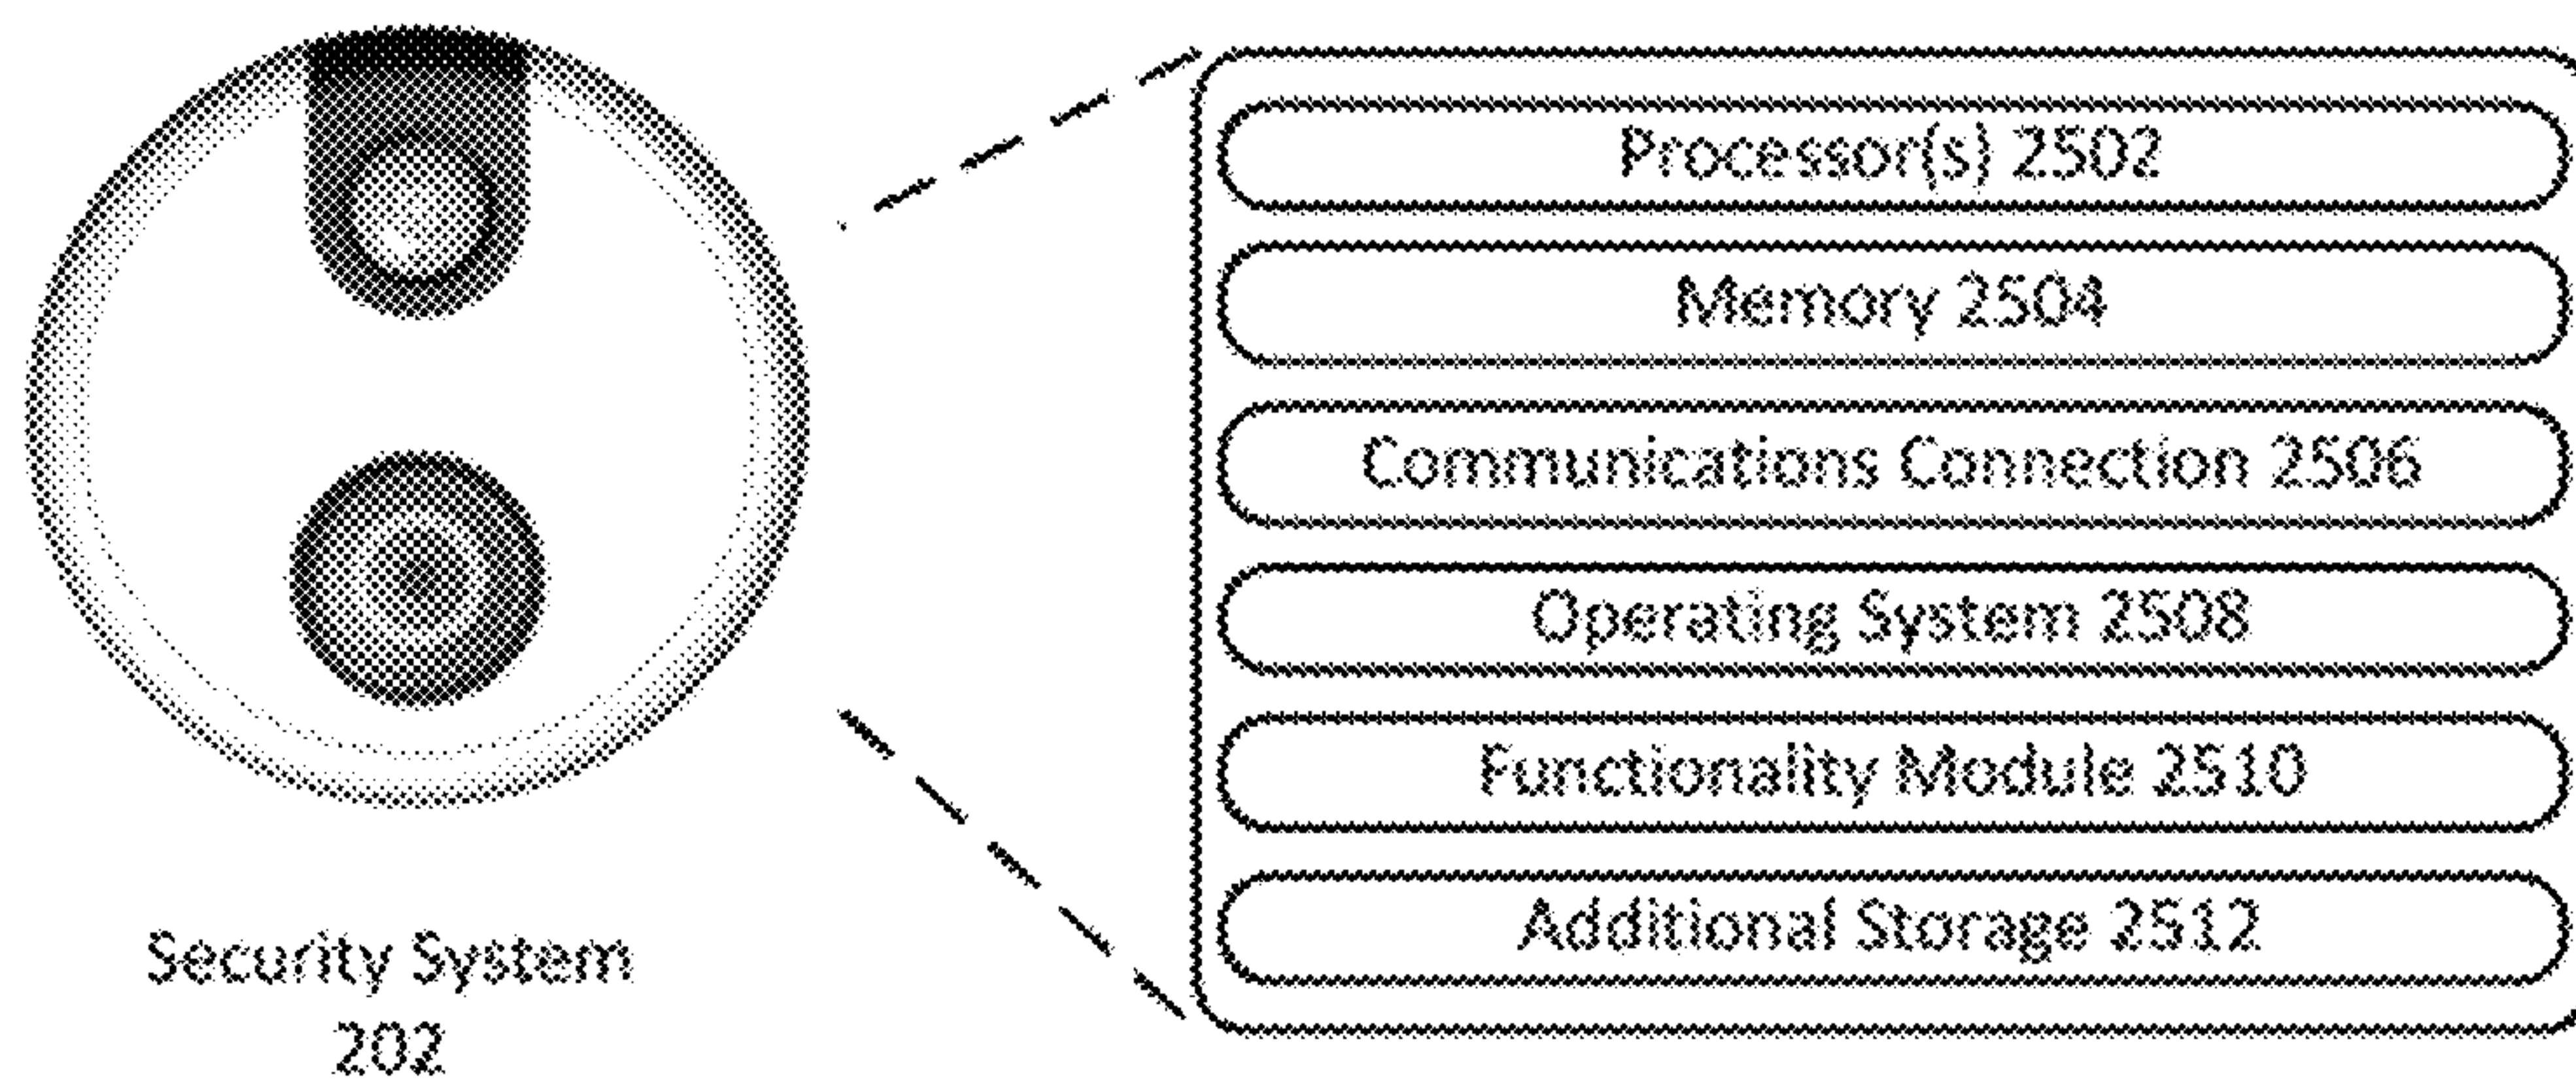 Processor(s) 2502
Memory 2504
Communications Connection 2506
Operating System 2508
Functionality Module 2510
Additional Storage 2512
Security System
202